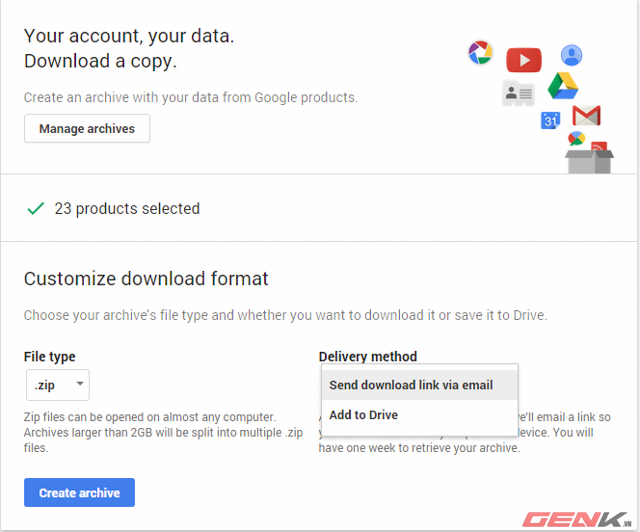 Your account, your data.
Download a copy.
Create an archive with your data from Google products.
Manage archives
31
23 products selected
Customize download format
Choose your archive's file type and whether you want to download it or save it to Drive.
File type
Delivery method
.zip
Send download link via email
Add to Drive
Zip files can be opened on almost any computer.
Archives larger than 2GB will be split into multiple .zip
files.
we'll email a link so
device. You will
have one week to retrieve your archive.
Create archive
GENK.VN